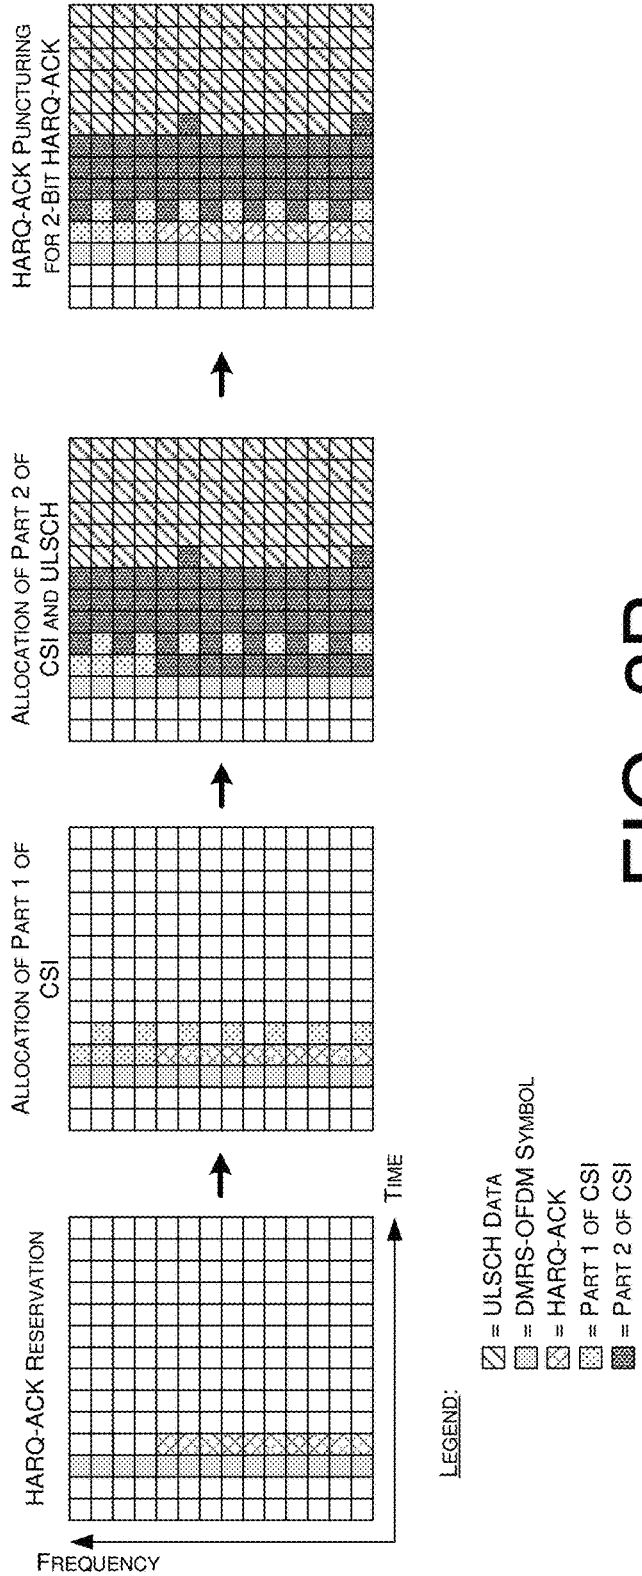 HARQ-ACK RESERVATION
ALLOCATION OF PART 1 OF
CSI
ALLOCATION OF PART 2 OF
CSI AND ULSCH
HARQ-ACK PUNCTURING
FOR 2-BIT HARQ-ACK
FREQUENCY
TIME
LEGEND:
= ULSCH DATA
= DMRS-OFDM SYMBOL
= HARQ-ACK
= PART 1 OF CSI
= PART 2 OF CSI